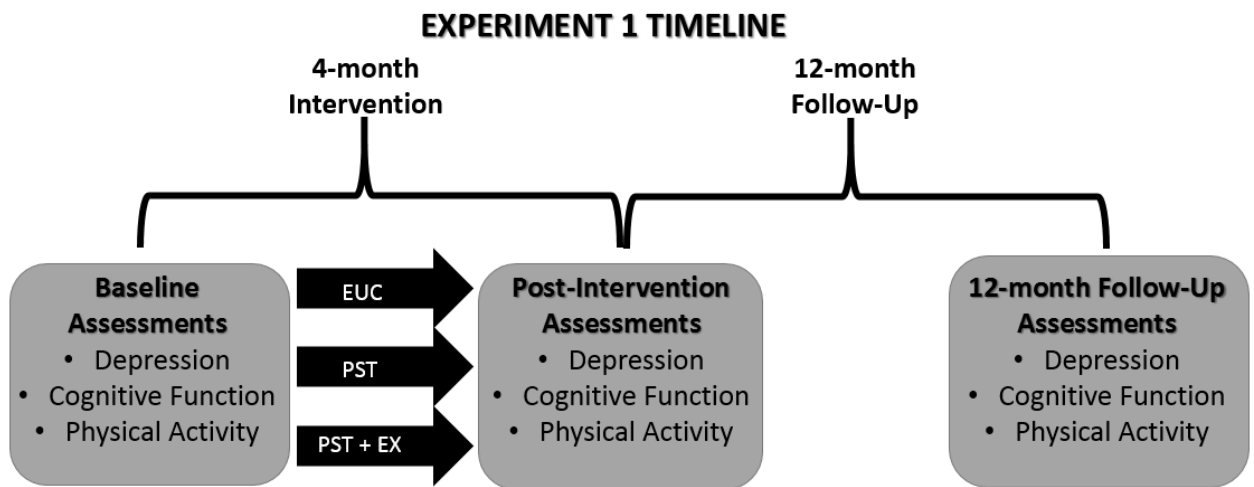 EXPERIMENT 1 TIMELINE
4-month
Intervention
12-month
Follow-Up
Baseline
Assessments
• Depression
• Cognitive Function
• Physical Activity
EUC
PST
PST + EX
Post-Intervention
Assessments
• Depression
• Cognitive Function
• Physical Activity
12-month Follow-Up
Assessments
• Depression
• Cognitive Function
• Physical Activity